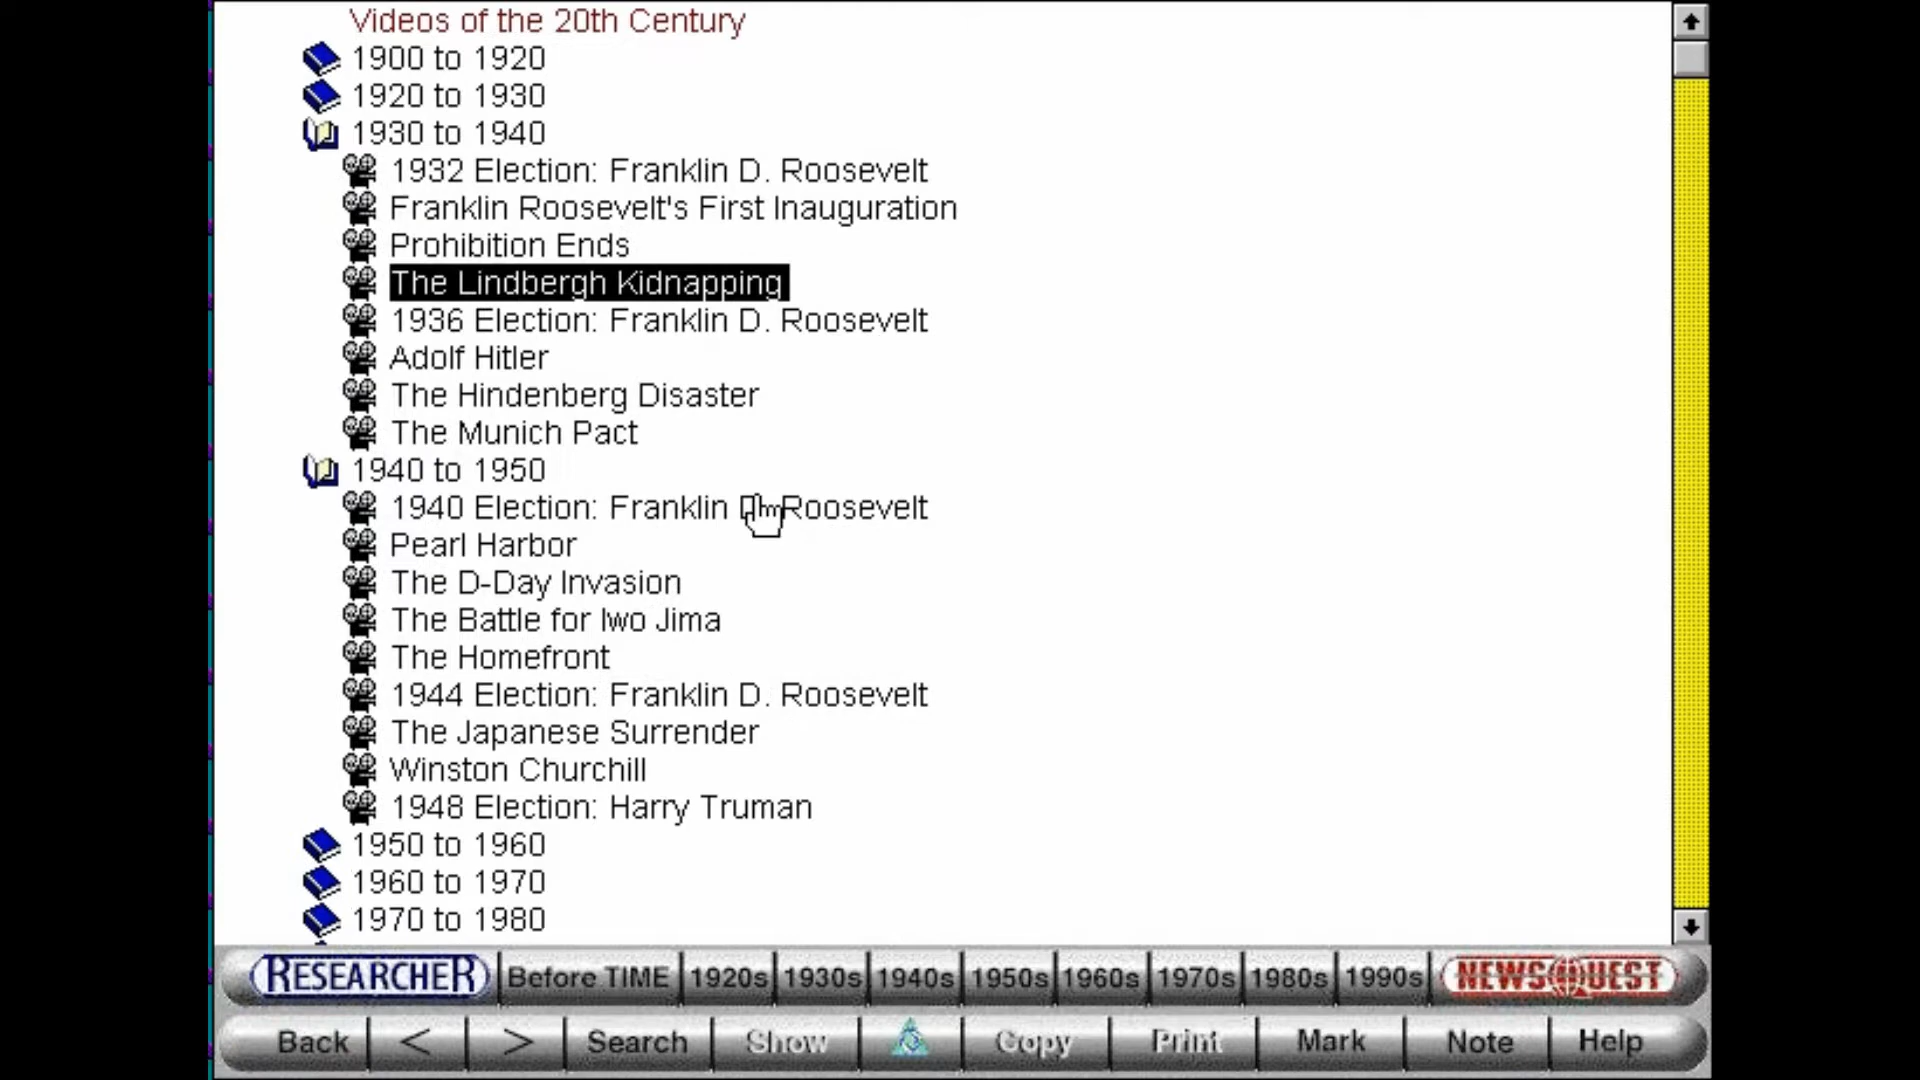 Videos of the 20th Century
1900 to 1920
1920 to 1930
1930 to 1940
1932 Election: Franklin D. Roosevelt
Franklin Roosevelt's First Inauguration
Prohibition Ends
The Lindbergh Kidnapping
1936 Election: Franklin D. Roosevelt
Adolf Hitler
The Hindenberg Disaster
The Munich Pact
1940 to 1950
1940 Election: Franklin D. Roosevelt
Pearl Harbor
The D-Day Invasion
The Battle for Iwo Jima
The Homefront
1944 Election: Franklin D. Roosevelt
The Japanese Surrender
Winston Churchill
1948 Election: Harry Truman
1950 to 1960
1960 to 1970
1970 to 1980
RESEARCHER Before TIME 1920s 1930s 1940s 1950s 1960s 1970s 1980s 1990s NEWSQUEST
Back < > Search Show Copy Print Mark Note Help